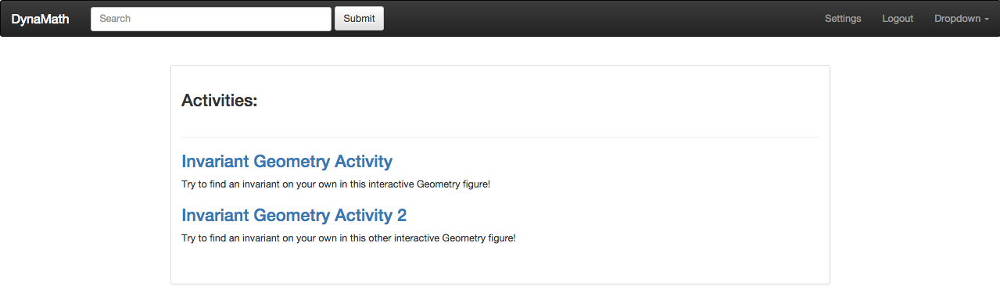 DynaMath Search Submit Settings Logout Dropdown
Activities:
Invariant Geometry Activity
Try to find an invariant on your own in this interactive Geometry figure!
Invariant Geometry Activity 2
Try to find an invariant on your own in this other interactive Geometry figure!